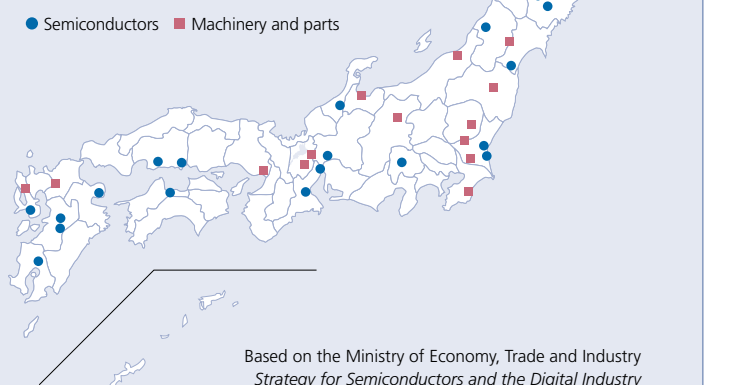 Semiconductors Machinery and parts
Based on the Ministry of Economy, Trade and Industry
Strategy for Semiconductors and the Digital Industry